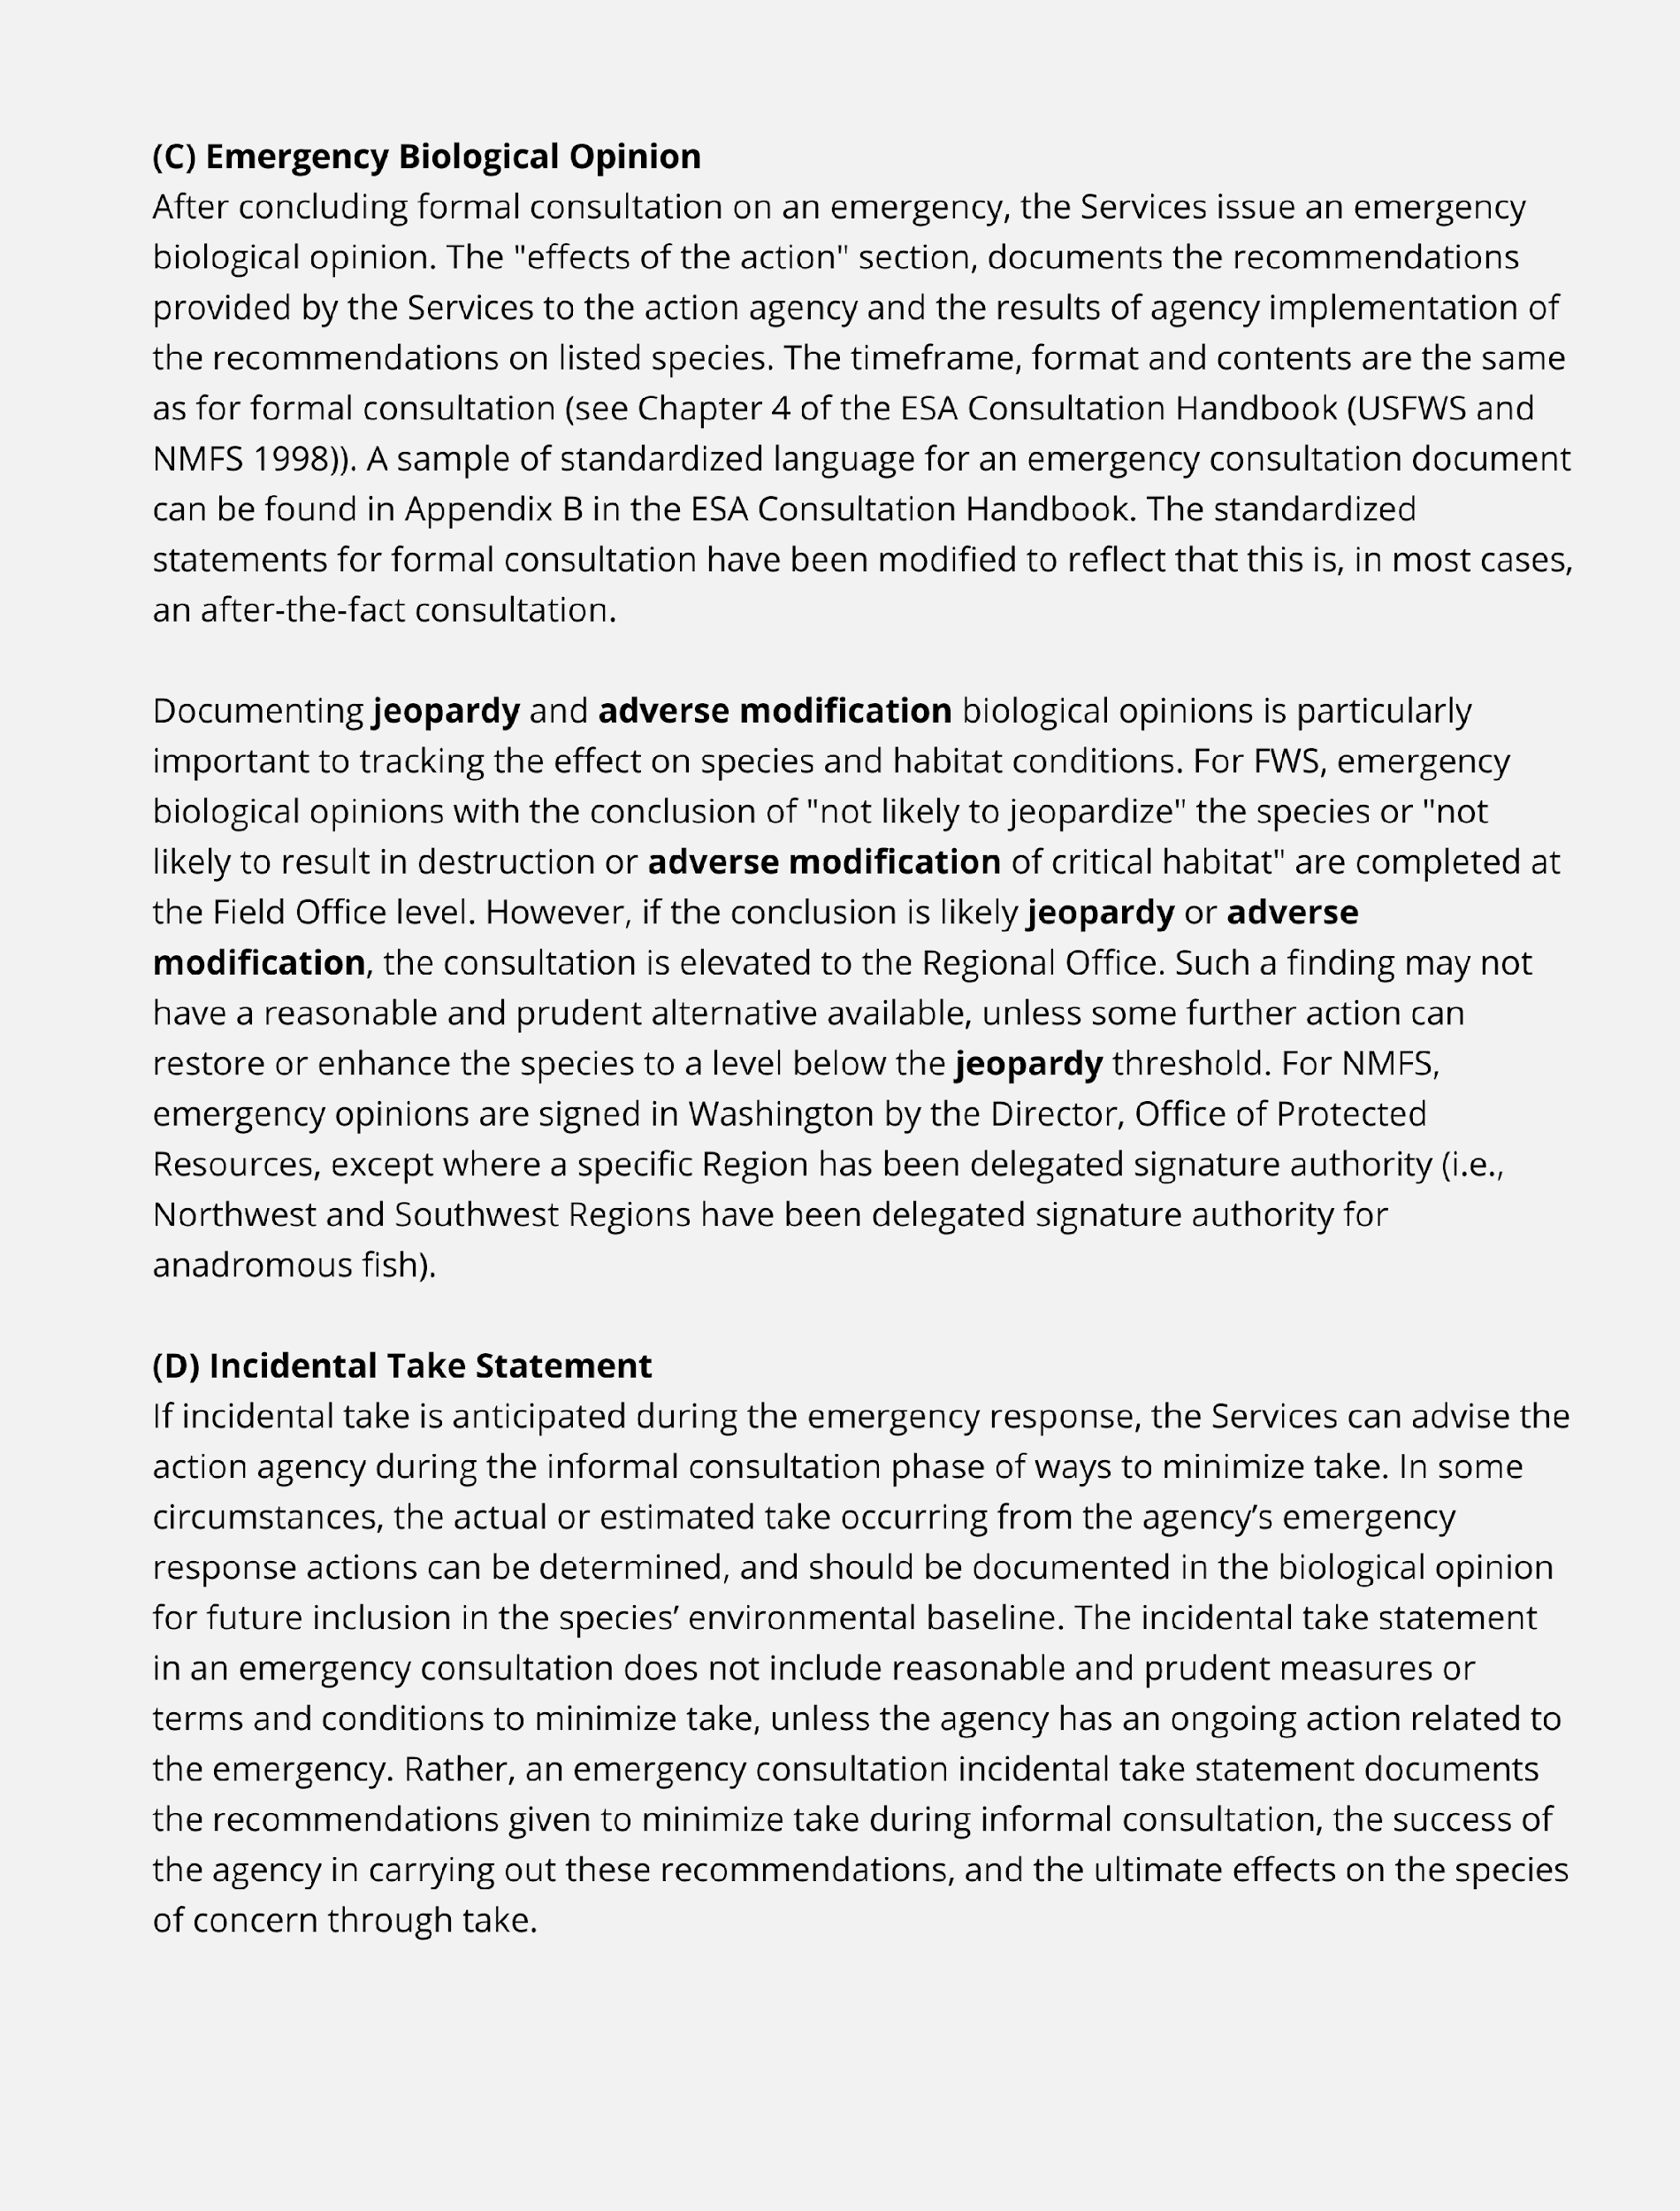 (C) Emergency Biological Opinion
After concluding formal consultation on an emergency, the Services issue an emergency
biological opinion. The "effects of the action" section, documents the recommendations
provided by the Services to the action agency and the results of agency implementation of
the recommendations on listed species. The timeframe, format and contents are the same
as for formal consultation (see Chapter 4 of the ESA Consultation Handbook (USFWS and
NMFS 1998)). A sample of standardized language for an emergency consultation document
can be found in Appendix B in the ESA Consultation Handbook. The standardized
statements for formal consultation have been modified to reflect that this is, in most cases,
an after-the-fact consultation.
Documenting jeopardy and adverse modification biological opinions is particularly
important to tracking the effect on species and habitat conditions. For FWS, emergency
biological opinions with the conclusion of "not likely to jeopardize" the species or "not
likely to result in destruction or adverse modification of critical habitat" are completed at
the Field Office level. However, if the conclusion is likely jeopardy or adverse
modification, the consultation is elevated to the Regional Office. Such a finding may not
have a reasonable and prudent alternative available, unless some further action can
restore or enhance the species to a level below the jeopardy threshold. For NMFS,
emergency opinions are signed in Washington by the Director, Office of Protected
Resources, except where a specific Region has been delegated signature authority (i.e.,
Northwest and Southwest Regions have been delegated signature authority for
anadromous fish).
(D) Incidental Take Statement
If incidental take is anticipated during the emergency response, the Services can advise the
action agency during the informal consultation phase of ways to minimize take. In some
circumstances, the actual or estimated take occurring from the agency’s emergency
response actions can be determined, and should be documented in the biological opinion
for future inclusion in the species’ environmental baseline. The incidental take statement
in an emergency consultation does not include reasonable and prudent measures or
terms and conditions to minimize take, unless the agency has an ongoing action related to
the emergency. Rather, an emergency consultation incidental take statement documents
the recommendations given to minimize take during informal consultation, the success of
the agency in carrying out these recommendations, and the ultimate effects on the species
of concern through take.